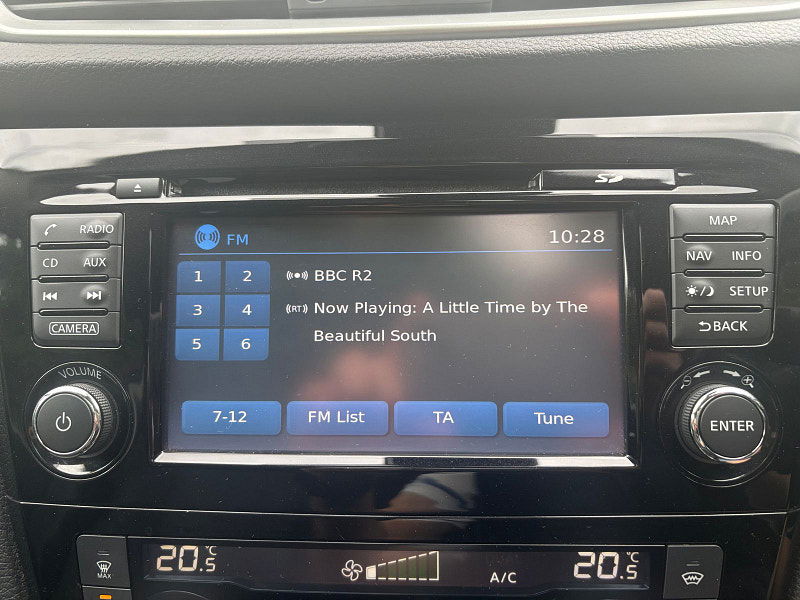 SD
RADIO
MAP
FM 10:28
CD AUX
NAV INFO
1 2
BBC R2
3 4
(RT) Now Playing: A Little Time by The
Beautiful South
SETUP
CAMERA
BACK
5 6
VOLUME
7-12 FM List TA Tune
ENTER
MAX
20.5 °C
A/C
20.5 °C